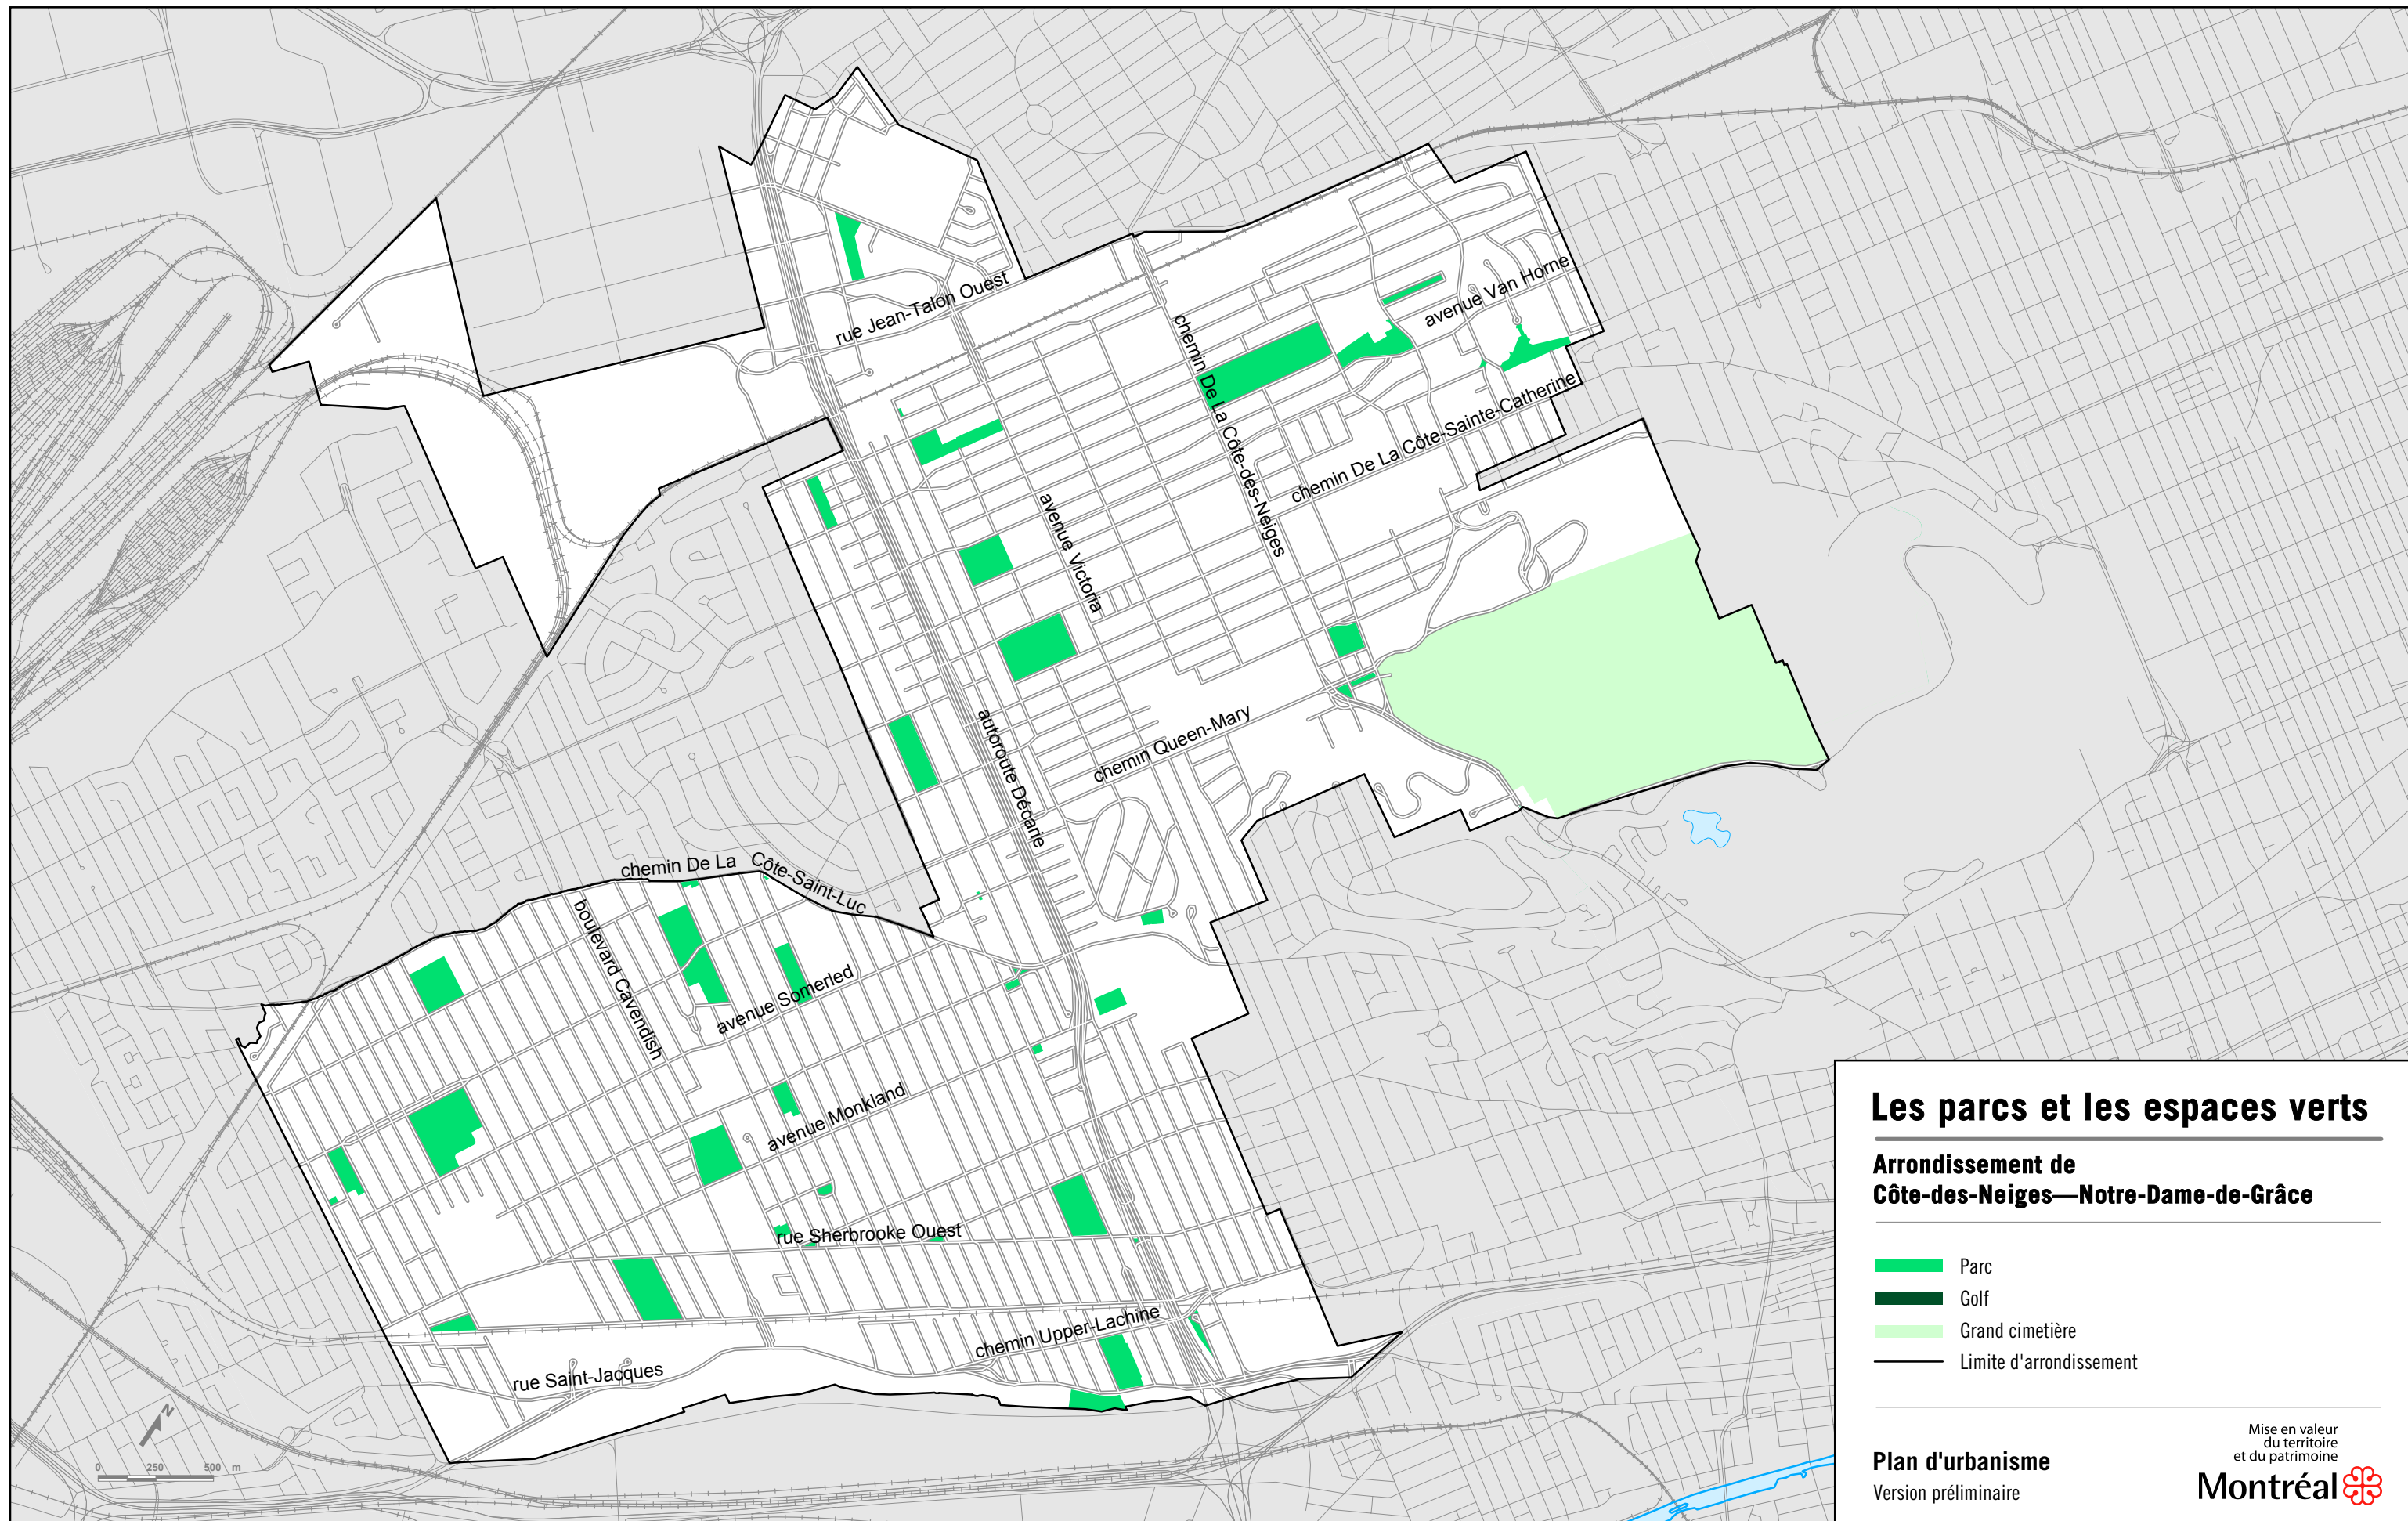 rue Jean-Talon Ouest
avenue Van Horne
chemin De La Côte-des-Neiges
chemin De La Côte-Sainte-Catherine
avenue Victoria
autoroute Décarie
chemin Queen-Mary
chemin De La Côte-Saint-Luc
boulevard Cavendish
avenue Somerled
avenue Monkland
rue Sherbrooke Ouest
chemin Upper-Lachine
rue Saint-Jacques
N
0 250 500 m
Les parcs et les espaces verts
Arrondissement de
Côte-des-Neiges—Notre-Dame-de-Grâce
Parc
Golf
Grand cimetière
Limite d'arrondissement
Plan d'urbanisme
Version préliminaire
Mise en valeur
du territoire
et du patrimoine
Montréal